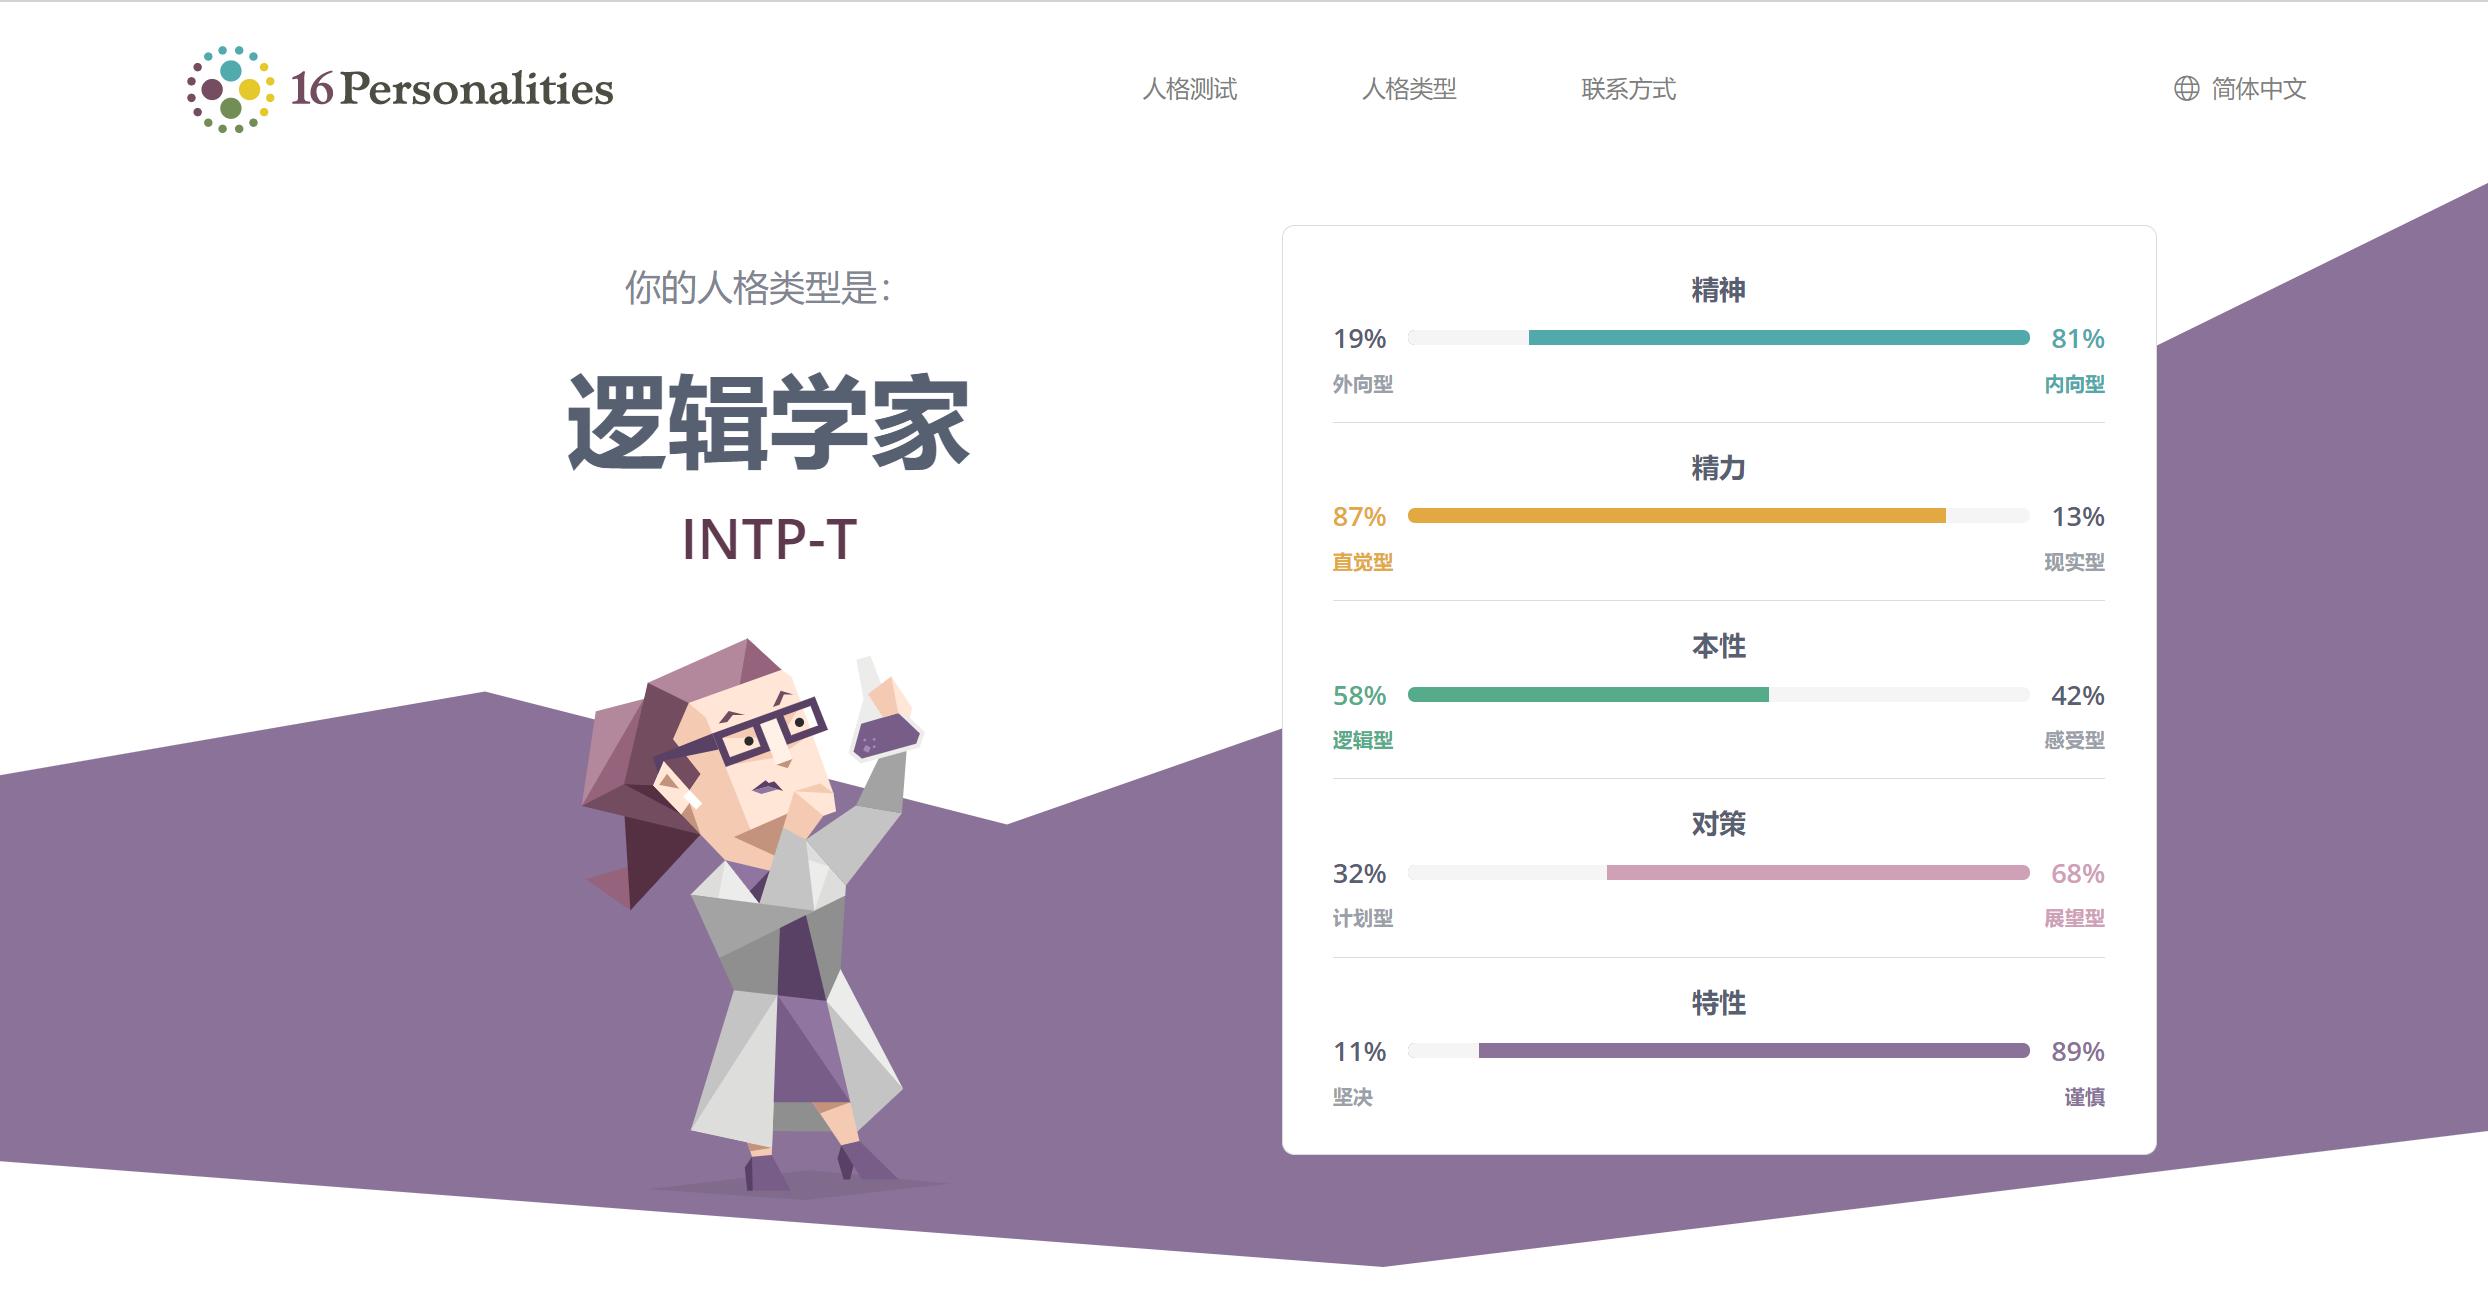 16Personalities
人格测试
人格类型
联系方式
简体中文
你的人格类型是：
逻辑学家
INTP-T
精神
19%
81%
外向型
内向型
精力
87%
13%
直觉型
现实型
本性
58%
42%
逻辑型
感受型
对策
32%
68%
计划型
展望型
特性
11%
89%
坚决
谨慎